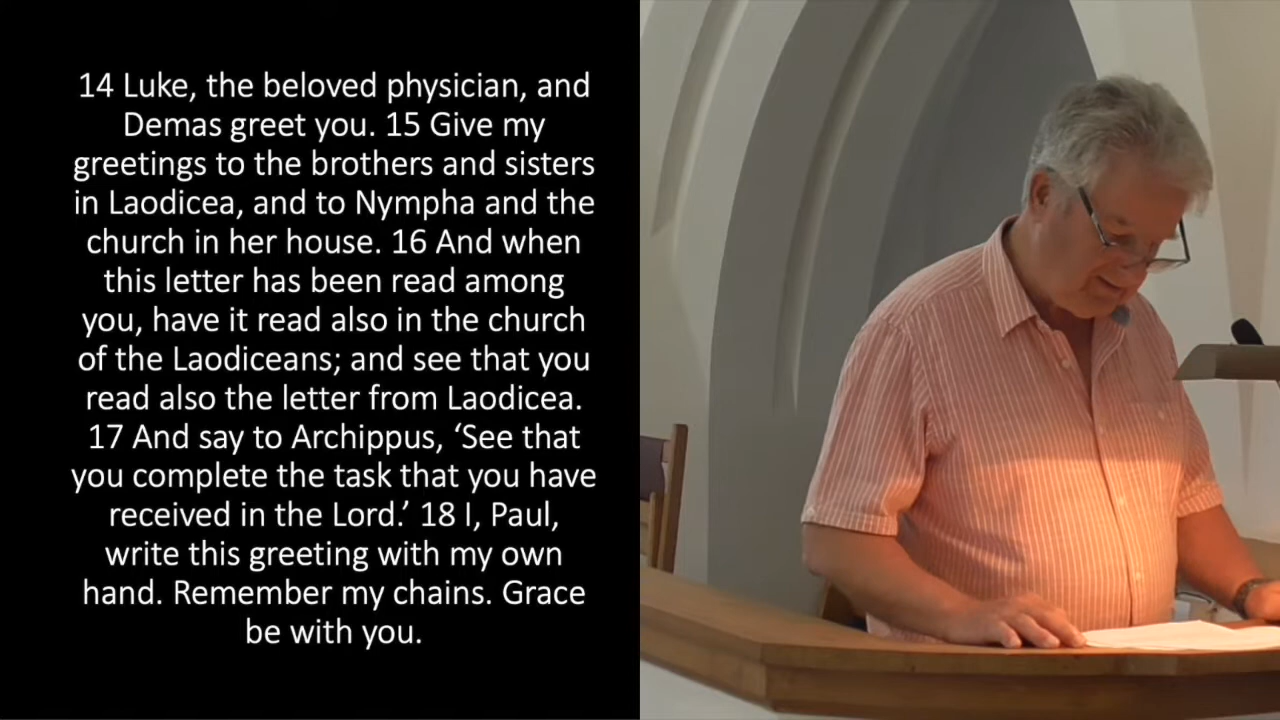 14 Luke, the beloved physician, and
Demas greet you. 15 Give my
greetings to the brothers and sisters
in Laodicea, and to Nympha and the
church in her house. 16 And when
this letter has been read among
you, have it read also in the church
of the Laodiceans; and see that you
read also the letter from Laodicea.
17 And say to Archippus, ‘See that
you complete the task that you have
received in the Lord.’ 18 I, Paul,
write this greeting with my own
hand. Remember my chains. Grace
be with you.